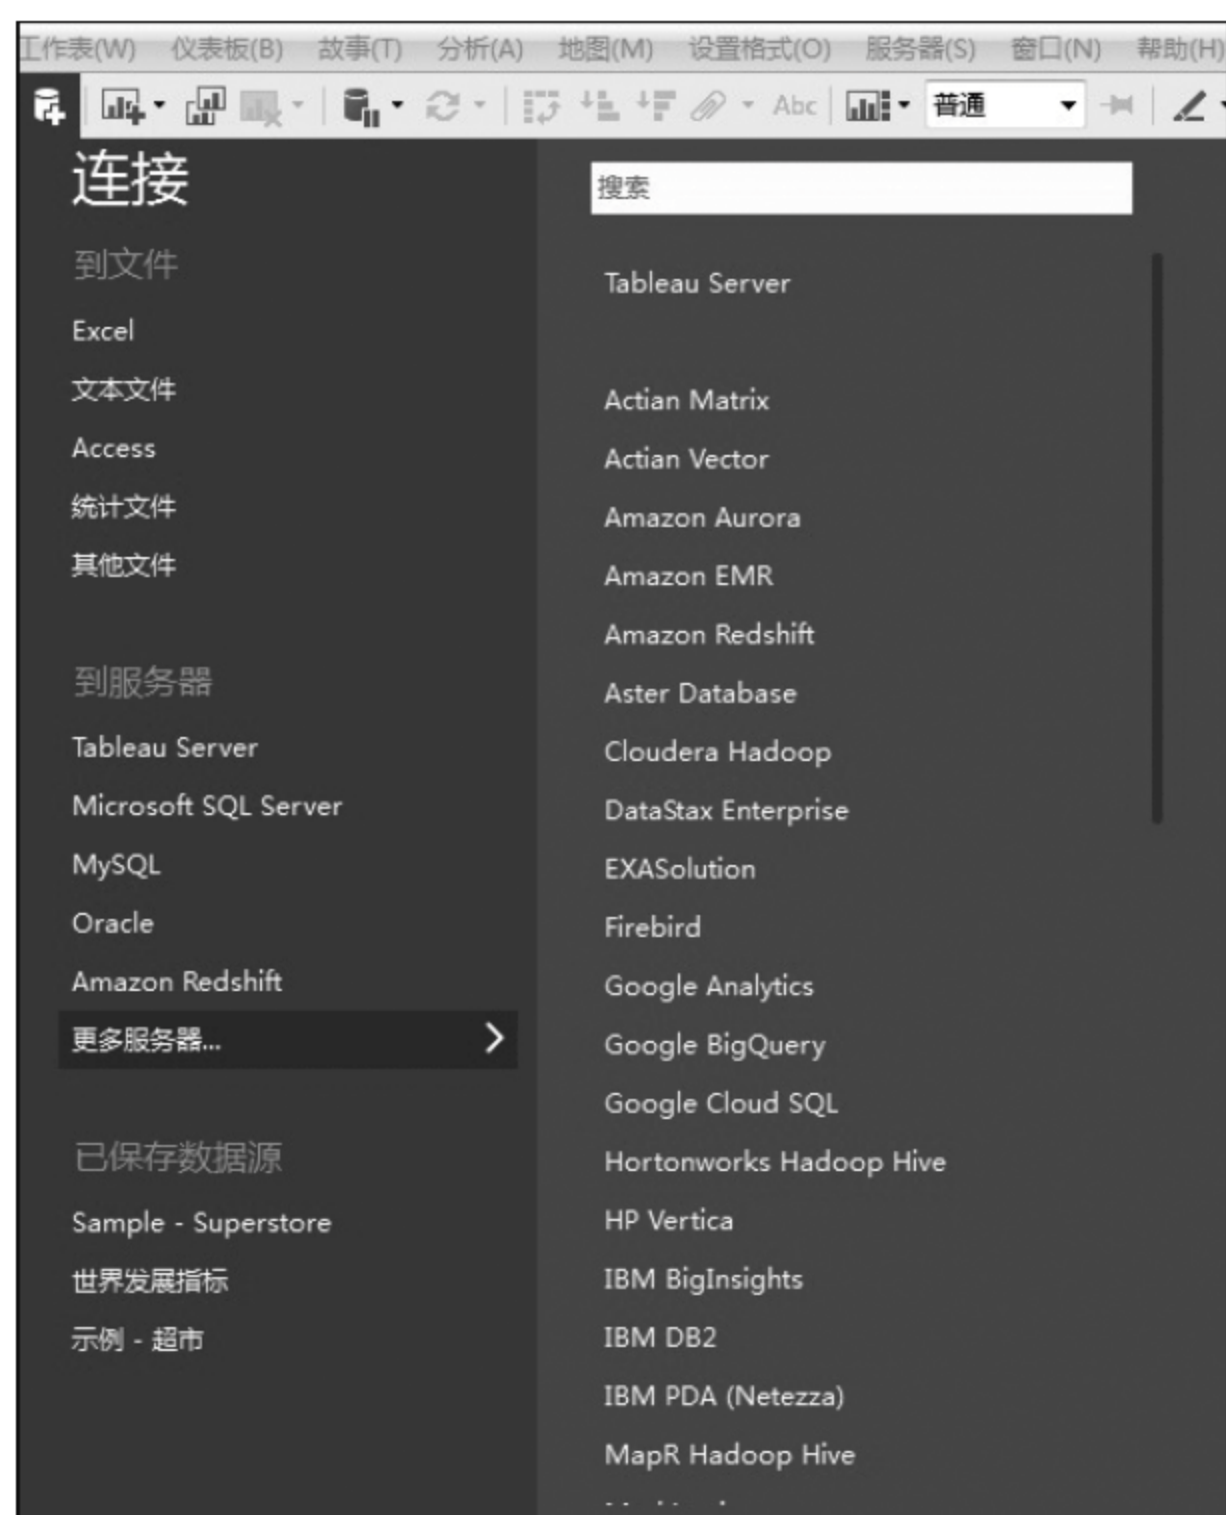 工作表(W) 仪表板(B) 故事(T) 分析(A) 地图(M) 设置格式(O) 服务器(S) 窗口(N) 帮助(H)
Abc 普通
连接
到文件
Excel
文本文件
Access
统计文件
其他文件
到服务器
Tableau Server
Microsoft SQL Server
MySQL
Oracle
Amazon Redshift
更多服务器...
已保存数据源
Sample - Superstore
世界发展指标
示例 - 超市
搜索
Tableau Server
Actian Matrix
Actian Vector
Amazon Aurora
Amazon EMR
Amazon Redshift
Aster Database
Cloudera Hadoop
DataStax Enterprise
EXASolution
Firebird
Google Analytics
Google BigQuery
Google Cloud SQL
Hortonworks Hadoop Hive
HP Vertica
IBM BigInsights
IBM DB2
IBM PDA (Netezza)
MapR Hadoop Hive